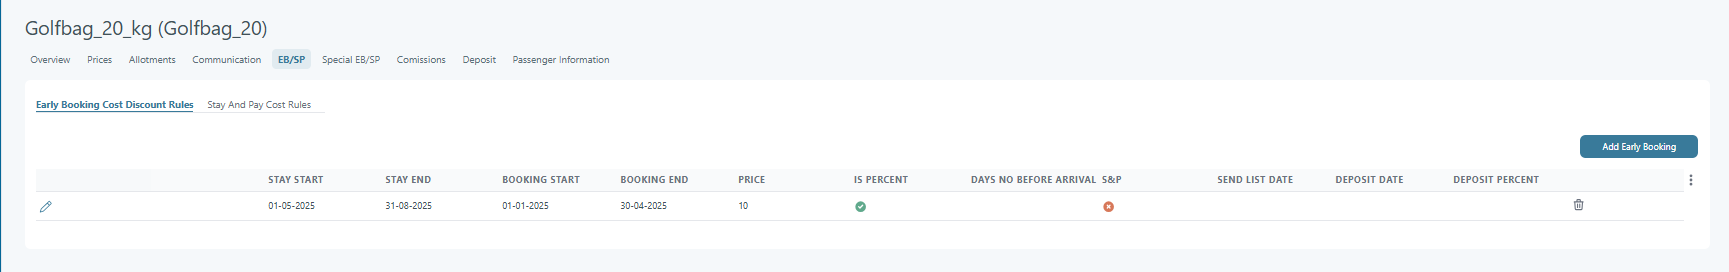 Golfbag_20_kg (Golfbag_20)
Overview Prices Allotments Communication EB/SP Special EB/SP Comissions Deposit Passenger Information
Early Booking Cost Discount Rules Stay And Pay Cost Rules
Add Early Booking
STAY START STAY END BOOKING START BOOKING END PRICE IS PERCENT DAYS NO BEFORE ARRIVAL S&P SEND LIST DATE DEPOSIT DATE DEPOSIT PERCENT
01-05-2025 31-08-2025 01-01-2025 30-04-2025 10